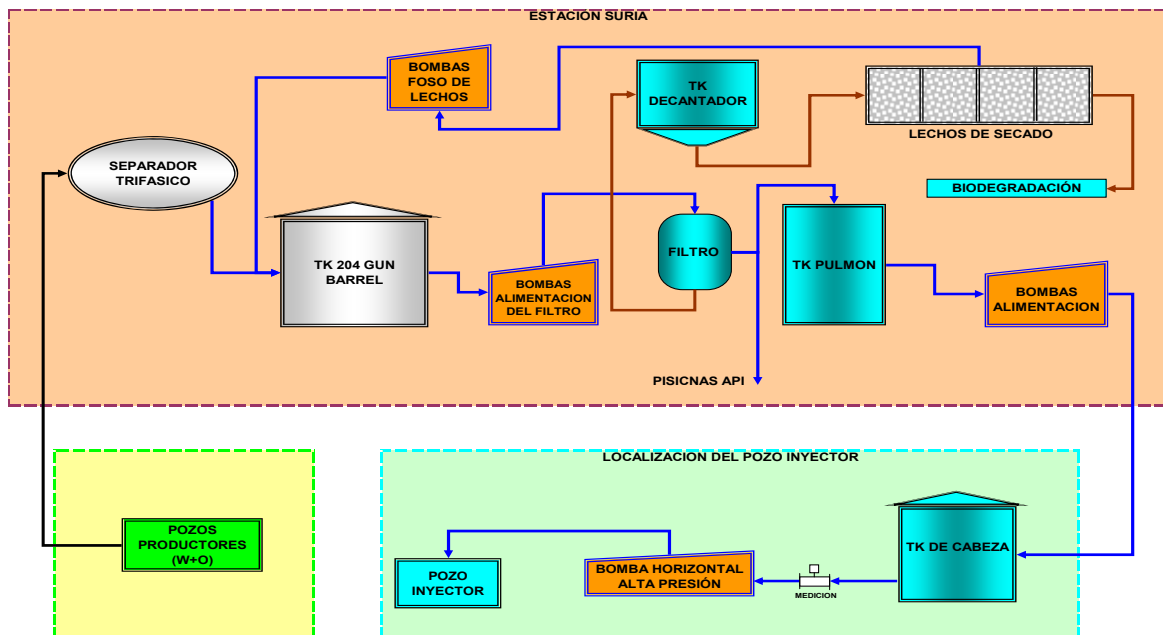 ESTACION SURIA
BOMBAS
FOSO DE
LECHOS
TK
DECANTADOR
LECHOS DE SECADO
SEPARADOR
TRIFASICO
BIODEGRADACIÓN
TK 204 GUN
BARREL
BOMBAS
ALIMENTACION
DEL FILTRO
FILTRO
TK PULMON
BOMBAS
ALIMENTACION
PISICNAS API
LOCALIZACION DEL POZO INYECTOR
POZOS
PRODUCTORES
(W+O)
POZO
INYECTOR
BOMBA HORIZONTAL
ALTA PRESIÓN
MEDICION
TK DE CABEZA